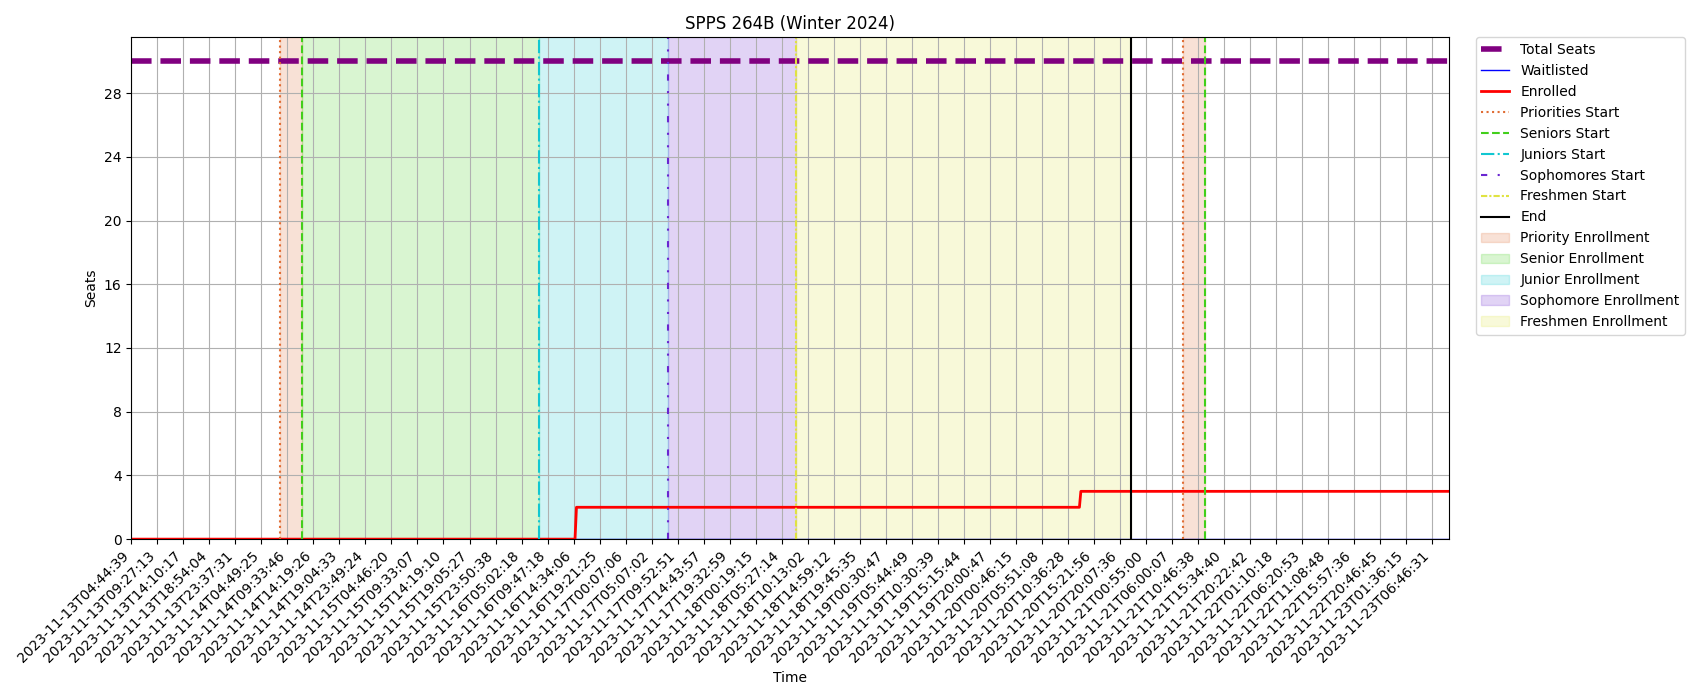 SPPS 264B (Winter 2024)
Seats
28
24
20
16
12
8
4
0
2023-11-13T04:44:39
2023-11-13T09:27:13
2023-11-13T14:10:17
2023-11-13T18:54:04
2023-11-13T23:37:31
2023-11-14T04:49:25
2023-11-14T09:33:46
2023-11-14T14:19:26
2023-11-14T19:04:33
2023-11-14T23:49:24
2023-11-15T04:46:20
2023-11-15T09:33:07
2023-11-15T14:19:10
2023-11-15T19:05:27
2023-11-15T23:50:38
2023-11-16T05:02:18
2023-11-16T09:47:18
2023-11-16T14:34:06
2023-11-16T19:21:25
2023-11-17T00:07:06
2023-11-17T05:07:02
2023-11-17T09:52:51
2023-11-17T14:43:57
2023-11-17T19:32:59
2023-11-18T00:19:15
2023-11-18T05:27:14
2023-11-18T10:13:02
2023-11-18T14:59:12
2023-11-18T19:45:35
2023-11-19T00:30:47
2023-11-19T05:44:49
2023-11-19T10:30:39
2023-11-19T15:15:44
2023-11-19T20:00:47
2023-11-20T00:46:15
2023-11-20T05:51:08
2023-11-20T10:36:28
2023-11-20T15:21:56
2023-11-20T20:07:36
2023-11-21T00:55:00
2023-11-21T06:00:07
2023-11-21T10:46:38
2023-11-21T15:34:40
2023-11-21T20:22:42
2023-11-22T01:10:18
2023-11-22T06:20:53
2023-11-22T11:08:48
2023-11-22T15:57:36
2023-11-22T20:46:45
2023-11-23T01:36:15
2023-11-23T06:46:31
Time
Total Seats
Waitlisted
Enrolled
Priorities Start
Seniors Start
Juniors Start
Sophomores Start
Freshmen Start
End
Priority Enrollment
Senior Enrollment
Junior Enrollment
Sophomore Enrollment
Freshmen Enrollment